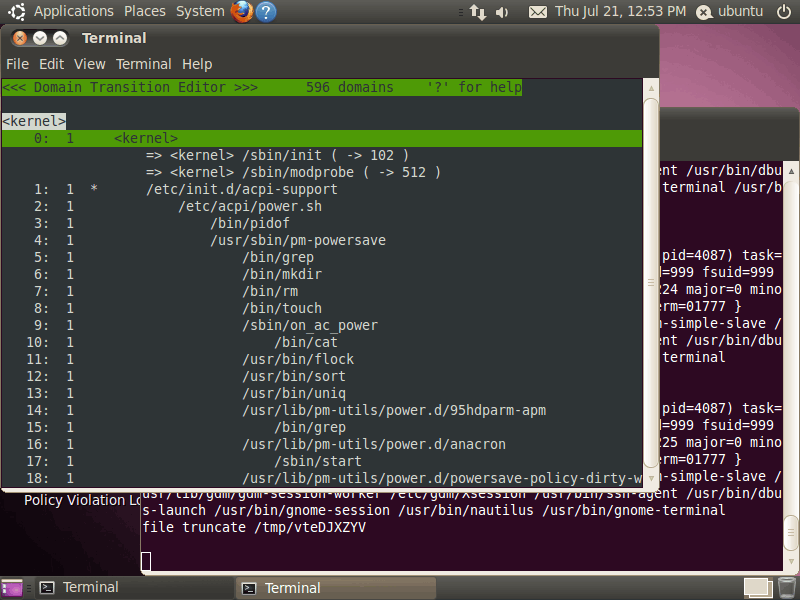 Applications Places System Thu Jul 21, 12:53 PM ubuntu
Terminal
File Edit View Terminal Help
<<< Domain Transition Editor >>> 596 domains '?' for help
<kernel>
0: 1 <kernel>
=> <kernel> /sbin/init ( -> 102 )
=> <kernel> /sbin/modprobe ( -> 512 )
1: 1 * /etc/init.d/acpi-support
2: 1 /etc/acpi/power.sh
3: 1 /bin/pidof
4: 1 /usr/sbin/pm-powersave
5: 1 /bin/grep
6: 1 /bin/mkdir
7: 1 /bin/rm
8: 1 /bin/touch
9: 1 /sbin/on_ac_power
10: 1 /bin/cat
11: 1 /usr/bin/flock
12: 1 /usr/bin/sort
13: 1 /usr/bin/uniq
14: 1 /usr/lib/pm-utils/power.d/95hdparm-apm
15: 1 /bin/grep
16: 1 /usr/lib/pm-utils/power.d/anacron
17: 1 /sbin/start
18: 1 /usr/lib/pm-utils/power.d/powersave-policy-dirty-w
ent /usr/bin/dbu
terminal /usr/b
pid=4087) task=
=999 fsuid=999
24 major=0 mino
erm=01777 }
-simple-slave /
ent /usr/bin/dbu
terminal
pid=4087) task=
=999 fsuid=999
25 major=0 mino
erm=01777 }
-simple-slave /
Policy Violation Lo
usr/lib/gdm/gdm-session-worker /etc/gdm/Xsession /usr/bin/ssh-agent /usr/bin/dbu
s-launch /usr/bin/gnome-session /usr/bin/nautilus /usr/bin/gnome-terminal
file truncate /tmp/vteDJXZYV
Terminal
Terminal